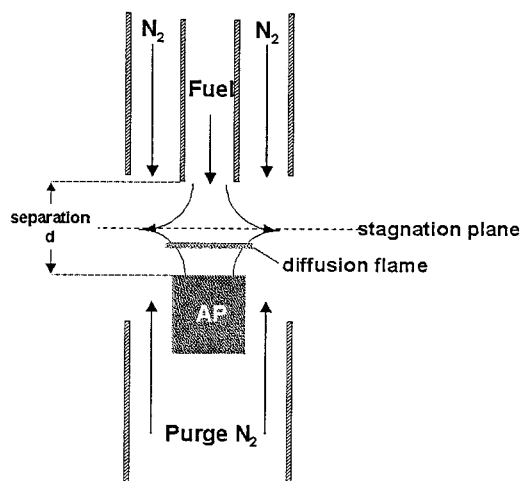 N2 N2
Fuel
separation
d
stagnation plane
diffusion flame
AP
Purge N2